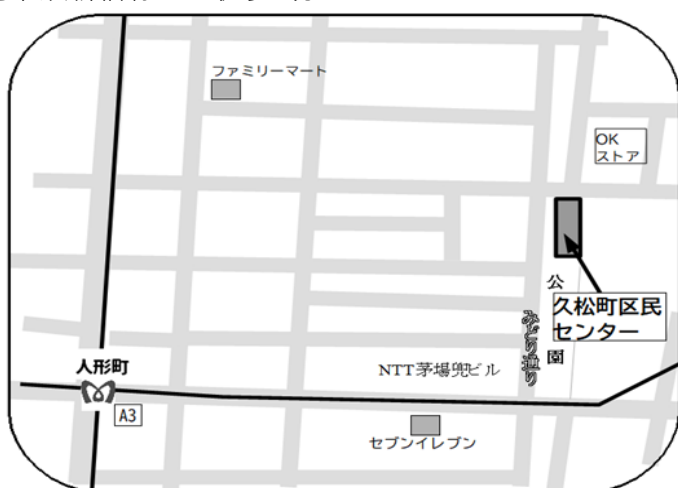 ファミリーマート
OK
ストア
公園
久松町区民
センター
みどり通り
人形町
NTT茅場兜ビル
A3
セブンイレブン